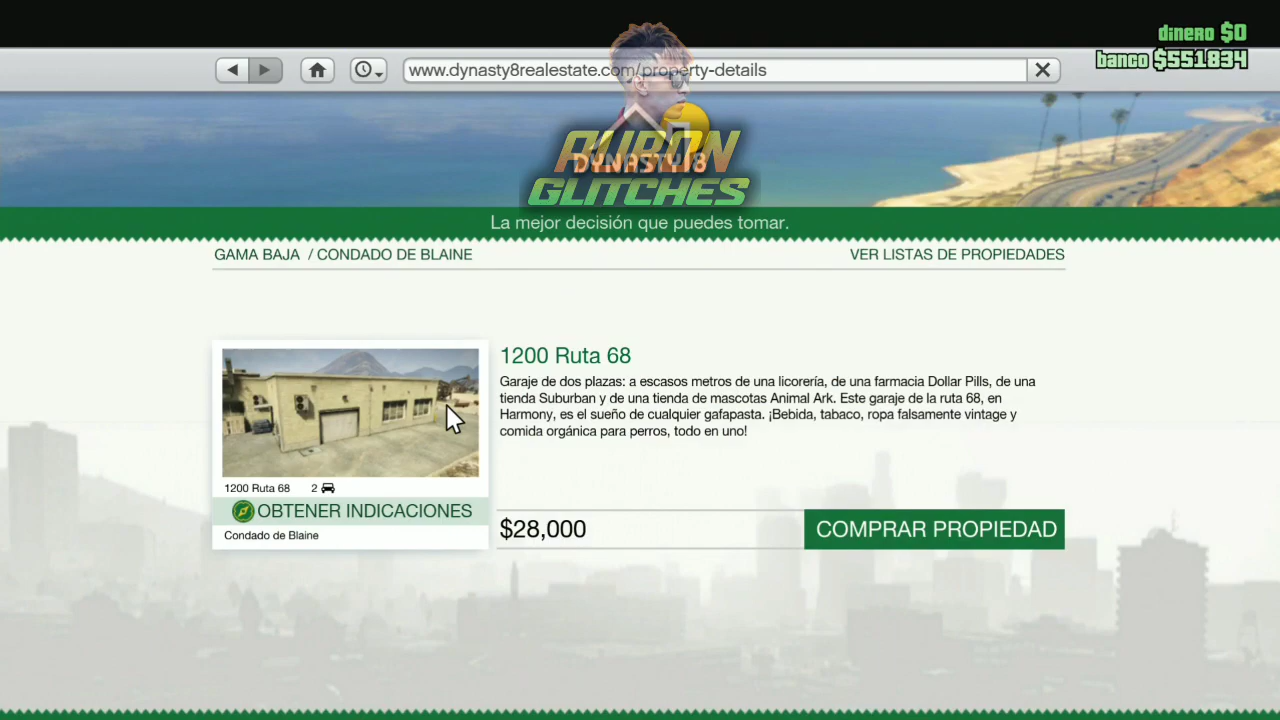 dinero $0
banco $551834
www.dynasty8realestate.com/property-details
DYNASTY8
GLITCHES
La mejor decisión que puedes tomar.
GAMA BAJA / CONDADO DE BLAINE
VER LISTAS DE PROPIEDADES
1200 Ruta 68
Garaje de dos plazas: a escasos metros de una licorería, de una farmacia Dollar Pills, de una
tienda Suburban y de una tienda de mascotas Animal Ark. Este garaje de la ruta 68, en
Harmony, es el sueño de cualquier gafapasta. ¡Bebida, tabaco, ropa falsamente vintage y
comida orgánica para perros, todo en uno!
1200 Ruta 68 2
OBTENER INDICACIONES
Condado de Blaine
$28,000
COMPRAR PROPIEDAD